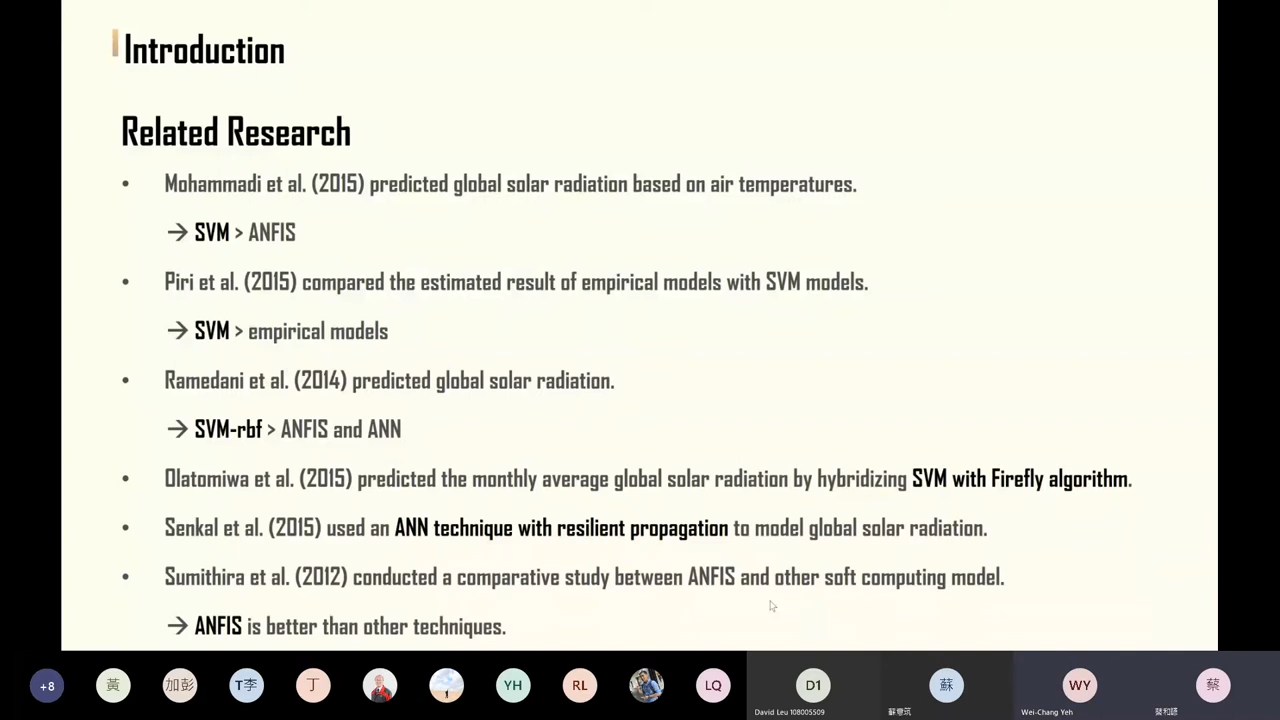 Introduction
Related Research
• Mohammadi et al. (2015) predicted global solar radiation based on air temperatures.
→ SVM > ANFIS
• Piri et al. (2015) compared the estimated result of empirical models with SVM models.
→ SVM > empirical models
• Ramedani et al. (2014) predicted global solar radiation.
→ SVM-rbf > ANFIS and ANN
• Olatomiwa et al. (2015) predicted the monthly average global solar radiation by hybridizing SVM with Firefly algorithm.
• Senkal et al. (2015) used an ANN technique with resilient propagation to model global solar radiation.
• Sumithira et al. (2012) conducted a comparative study between ANFIS and other soft computing model.
→ ANFIS is better than other techniques.
+8 黃 加彭 T李 丁 YH RL LQ D1 蘇 WY 蔡
David Leu 108005509 Wei-Chang Yeh